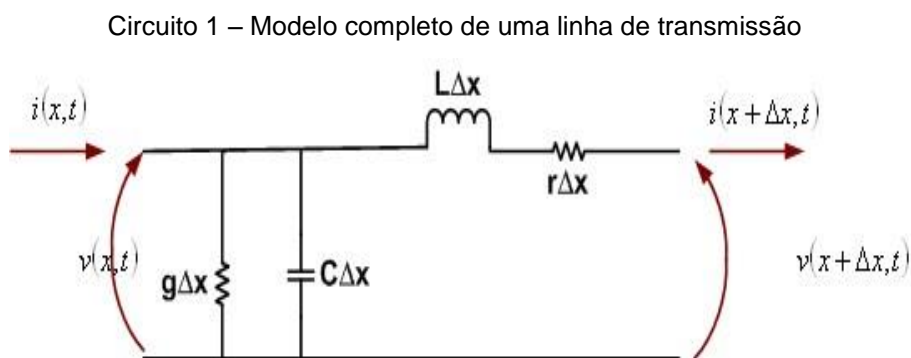 Circuito 1 – Modelo completo de uma linha de transmissão
LΔx
i(x,t)
i(x+Δx,t)
rΔx
v(x,t)
gΔx
CΔx
v(x+Δx,t)